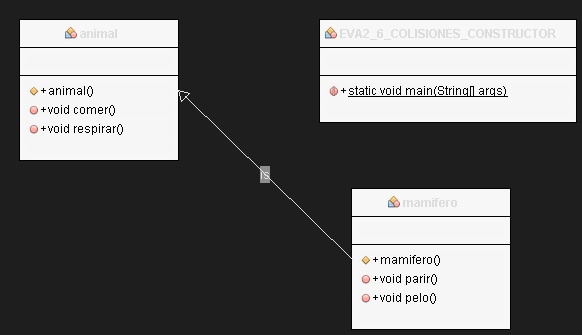 animal
+animal()
+void comer()
+void respirar()
EVA2_6_COLISIONES_CONSTRUCTOR
+static void main(String[] args)
is
mamifero
+mamifero()
+void parir()
+void pelo()